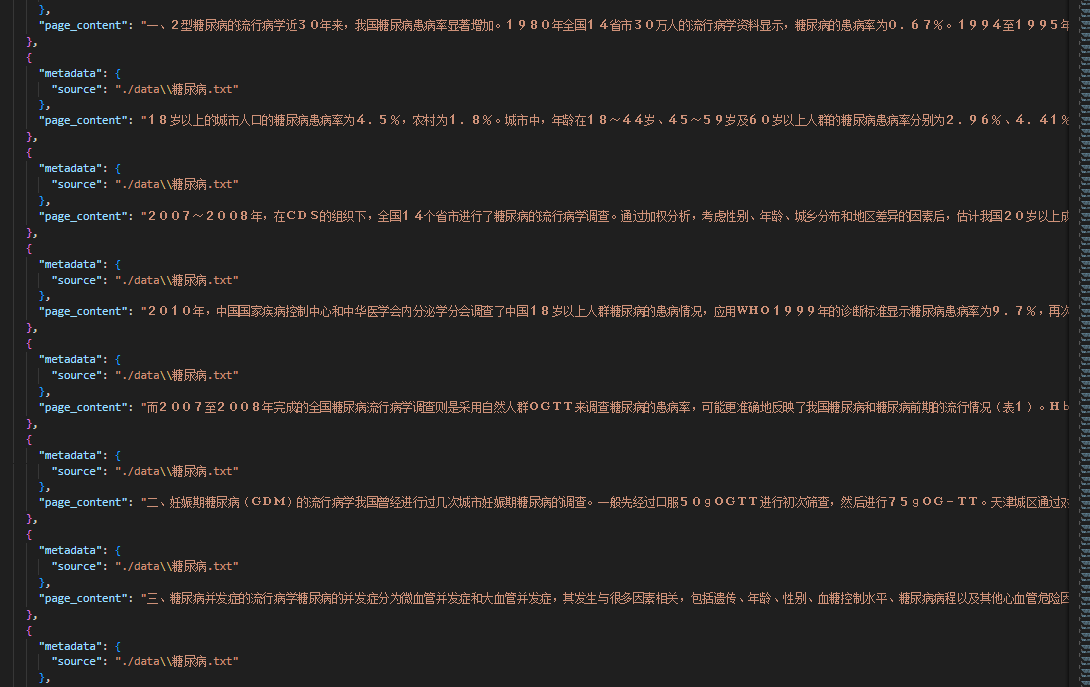 },
"page_content": "一、２型糖尿病的流行病学近３０年来，我国糖尿病患病率显著增加。１９８０年全国１４省市３０万人的流行病学资料显示，糖尿病的患病率为０．６７％。１９９４至１９９５年
},
{
"metadata": {
"source": "./data\\糖尿病.txt"
},
"page_content": "１８岁以上的城市人口的糖尿病患病率为４．５％，农村为１．８％。城市中，年龄在１８～４４岁、４５～５９岁及６０岁以上人群的糖尿病患病率分别为２．９６％、４．４１％
},
{
"metadata": {
"source": "./data\\糖尿病.txt"
},
"page_content": "２００７～２００８年，在ＣＤＳ的组织下，全国１４个省市进行了糖尿病的流行病学调查。通过加权分析，考虑性别、年龄、城乡分布和地区差异的因素后，估计我国２０岁以上成
},
{
"metadata": {
"source": "./data\\糖尿病.txt"
},
"page_content": "２０１０年，中国国家疾病控制中心和中华医学会内分泌学分会调查了中国１８岁以上人群糖尿病的患病情况，应用ＷＨＯ１９９９年的诊断标准显示糖尿病患病率为９．７％，再次
},
{
"metadata": {
"source": "./data\\糖尿病.txt"
},
"page_content": "而２００７至２００８年完成的全国糖尿病流行病学调查则是采用自然人群ＯＧＴＴ来调查糖尿病的患病率，可能更准确地反映了我国糖尿病和糖尿病前期的流行情况（表１）。Ｈｂ
},
{
"metadata": {
"source": "./data\\糖尿病.txt"
},
"page_content": "二、妊娠期糖尿病（ＧＤＭ）的流行病学我国曾经进行过几次城市妊娠期糖尿病的调查。一般先经过口服５０ｇＯＧＴＴ进行初次筛查，然后进行７５ｇＯＧ－ＴＴ。天津城区通过对
},
{
"metadata": {
"source": "./data\\糖尿病.txt"
},
"page_content": "三、糖尿病并发症的流行病学糖尿病的并发症分为微血管并发症和大血管并发症，其发生与很多因素相关，包括遗传、年龄、性别、血糖控制水平、糖尿病病程以及其他心血管危险因
},
{
"metadata": {
"source": "./data\\糖尿病.txt"
},